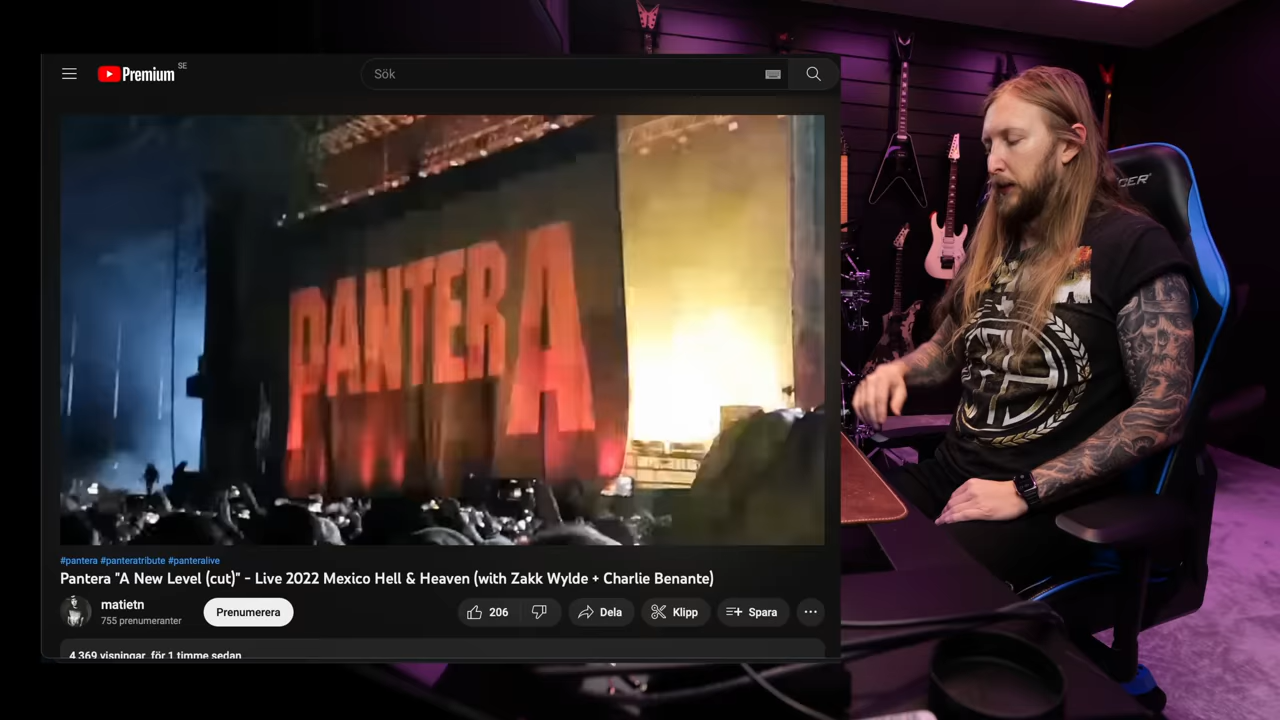 Premium SE
Sök
PANTERA
#pantera #panteratribute #panteralive
Pantera "A New Level (cut)" - Live 2022 Mexico Hell & Heaven (with Zakk Wylde + Charlie Benante)
matietn
755 prenumeranter
Prenumerera
206
Dela
Klipp
Spara
4 369 visningar för 1 timme sedan